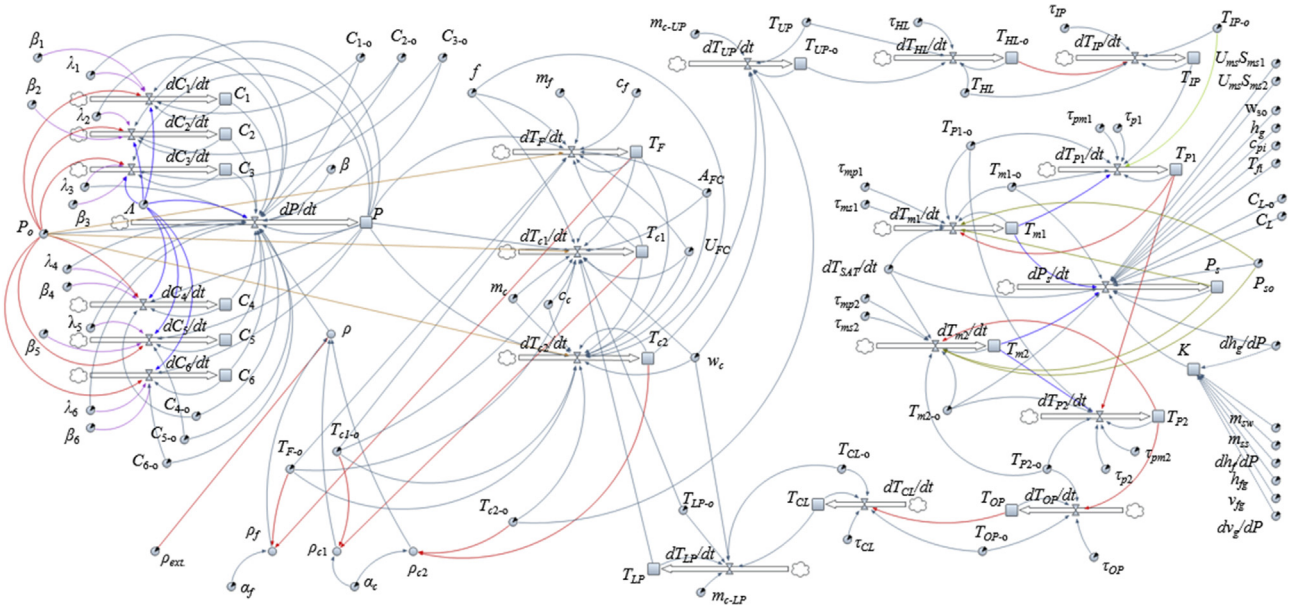 β1
λ1
β2
λ2
λ3
β3
Po
Λ
λ-4
β4
λ-5
β5
λ-6
β6
dC1/dt
C1
dC2/dt
C2
dC3/dt
C3
dP/dt
P
β
dC4/dt
C4
dC5/dt
C5
dC6/dt
C6
C4-o
C5-o
C6-o
C1-o
C2-o
C3-o
f
mf
cf
dTF/dt
TF
AFC
dTc1/dt
Tc1
UFC
mc
cc
dTc2/dt
Tc2
wc
ρ
Tc1-o
TF-o
Tc2-o
ρf
ρc1
ρc2
ρext
αf
αc
mc-UP
TUP
dTUP/dt
TUP-o
τHL
dTHL/dt
THL-o
THL
τIP
TIP-o
dTIP/dt
TIP
UmsSms1
UmsSms2
wso
hg
cpi
Tfi
CL-o
CL
TP1-o
τpm1
τp1
dTP1/dt
TP1
Tm1-o
τmp1
τms1
dTm1/dt
Tm1
dTSAT/dt
dPs/dt
Ps
Pso
τmp2
τms2
dTm2/dt
Tm2
K
dhg/dP
Tm2-o
dTP2/dt
TP2
TP2-o
τp2
τpm2
msw
mss
dhf/dP
hfg
vfg
dvg/dP
TCL-o
TCL
dTCL/dt
τCL
TOP
dTOP/dt
TOP-o
τOP
TLP-o
TLP
dTLP/dt
mc-LP